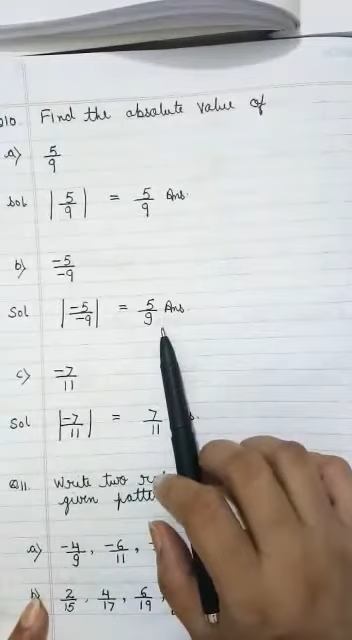 Q10. Find the absolute value of
a) 5/9
Sol |5/9| = 5/9 Ans.
b) -5/-9
Sol |-5/-9| = 5/9 Ans
c) -7/11
Sol |-7/11| = 7/11
Q11. Write two
given
a) -4/9, -6/11,
b) 2/15, 4/17, 6/19,